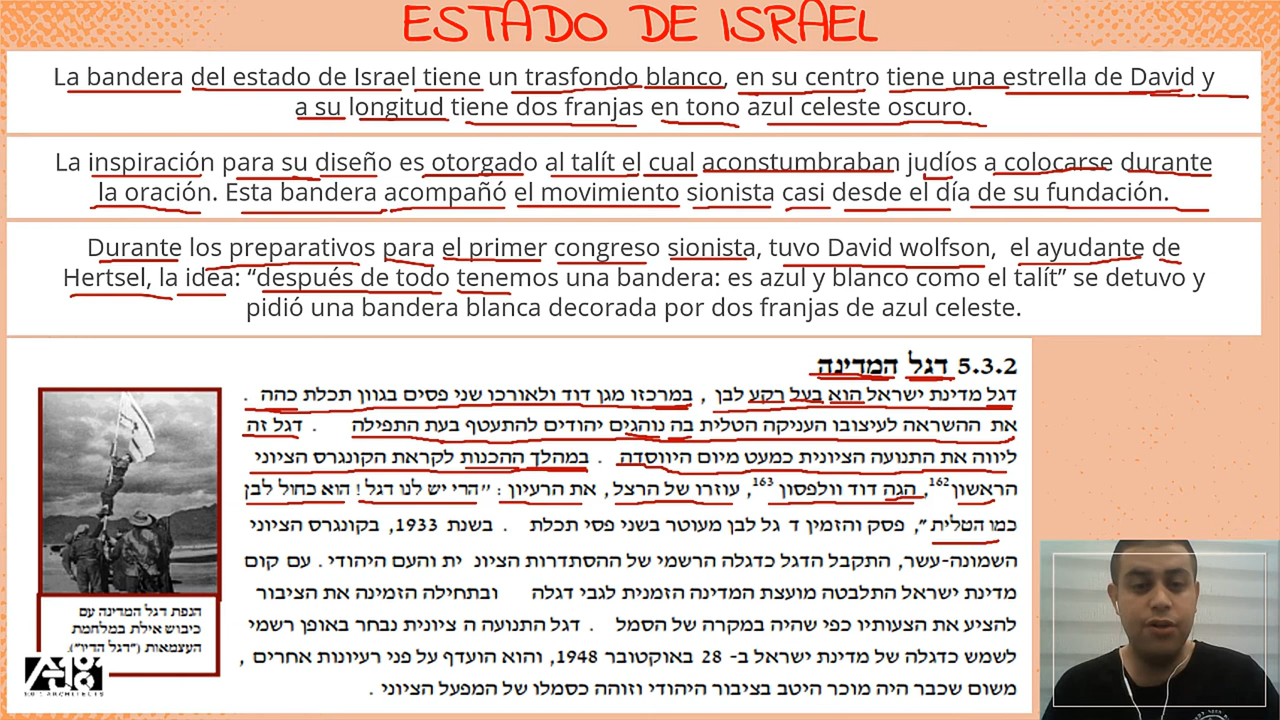 ESTADO DE ISRAEL
La bandera del estado de Israel tiene un trasfondo blanco, en su centro tiene una estrella de David y
a su longitud tiene dos franjas en tono azul celeste oscuro.
La inspiración para su diseño es otorgado al talít el cual aconstumbraban judíos a colocarse durante
la oración. Esta bandera acompañó el movimiento sionista casi desde el día de su fundación.
Durante los preparativos para el primer congreso sionista, tuvo David wolfson, el ayudante de
Hertsel, la idea: “después de todo tenemos una bandera: es azul y blanco como el talít” se detuvo y
pidió una bandera blanca decorada por dos franjas de azul celeste.
5.3.2 דגל המדינה
דגל מדינת ישראל הוא בעל רקע לבן , במרכזו מגן דוד ולאורכו שני פסים בגוון תכלת כהה .
את ההשראה לעיצובו העניקה הטלית בה נוהגים יהודים להתעטף בעת התפילה . דגל זה
ליווה את התנועה הציונית כמעט מיום היווסדה . במהלך ההכנות לקראת הקונגרס הציוני
הראשון162, הגה דוד וולפסון163, עוזרו של הרצל, את הרעיון : ״הרי יש לנו דגל ! הוא כחול לבן
כמו הטלית ״, פסק והזמין ד גל לבן מעוטר בשני פסי תכלת . בשנת 1933, בקונגרס הציוני
השמונה-עשר, התקבל הדגל כדגלה הרשמי של ההסתדרות הציונ ית והעם היהודי . עם קום
מדינת ישראל התלבטה מועצת המדינה הזמנית לגבי דגלה ובתחילה הזמינה את הציבור
להציע את הצעותיו כפי שהיה במקרה של הסמל . דגל התנועה ה ציונית נבחר באופן רשמי
לשמש כדגלה של מדינת ישראל ב- 28 באוקטובר 1948, והוא הועדף על פני רעיונות אחרים ,
משום שכבר היה מוכר היטב בציבור היהודי וזוהה כסמלו של המפעל הציוני .
הנפת דגל המדינה עם
כיבוש אילת במלחמת
העצמאות ("דגל הדיו").